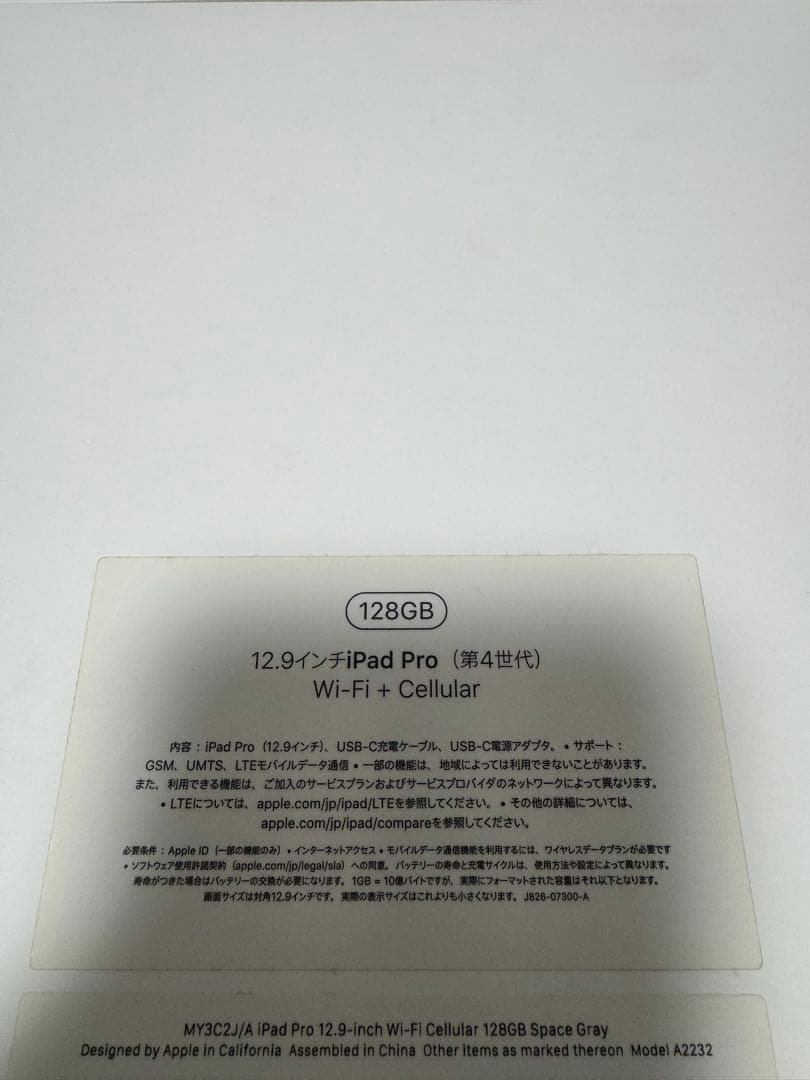 128GB
12.9インチiPad Pro（第4世代）
Wi-Fi + Cellular
内容：iPad Pro（12.9インチ）、USB-C充電ケーブル、USB-C電源アダプタ。• サポート：
GSM、UMTS、LTEモバイルデータ通信 • 一部の機能は、地域によっては利用できないことがあります。
また、利用できる機能は、ご加入のサービスプランおよびサービスプロバイダのネットワークによって異なります。
• LTEについては、apple.com/jp/ipad/LTEを参照してください。• その他の詳細については、
apple.com/jp/ipad/compareを参照してください。
必要条件：Apple ID（一部の機能のみ）• インターネットアクセス • モバイルデータ通信機能を利用するには、ワイヤレスデータプランが必要です
• ソフトウェア使用許諾契約（apple.com/jp/legal/sla）への同意。バッテリーの寿命と充電サイクルは、使用方法や設定によって異なります。
寿命がつきた場合はバッテリーの交換が必要になります。1GB = 10億バイトですが、実際にフォーマットされた容量はそれ以下となります。
画面サイズは対角12.9インチです。実際の表示サイズはこれよりも小さくなります。J826-07300-A
MY3C2J/A iPad Pro 12.9-inch Wi-Fi Cellular 128GB Space Gray
Designed by Apple in California Assembled in China Other items as marked thereon Model A2232